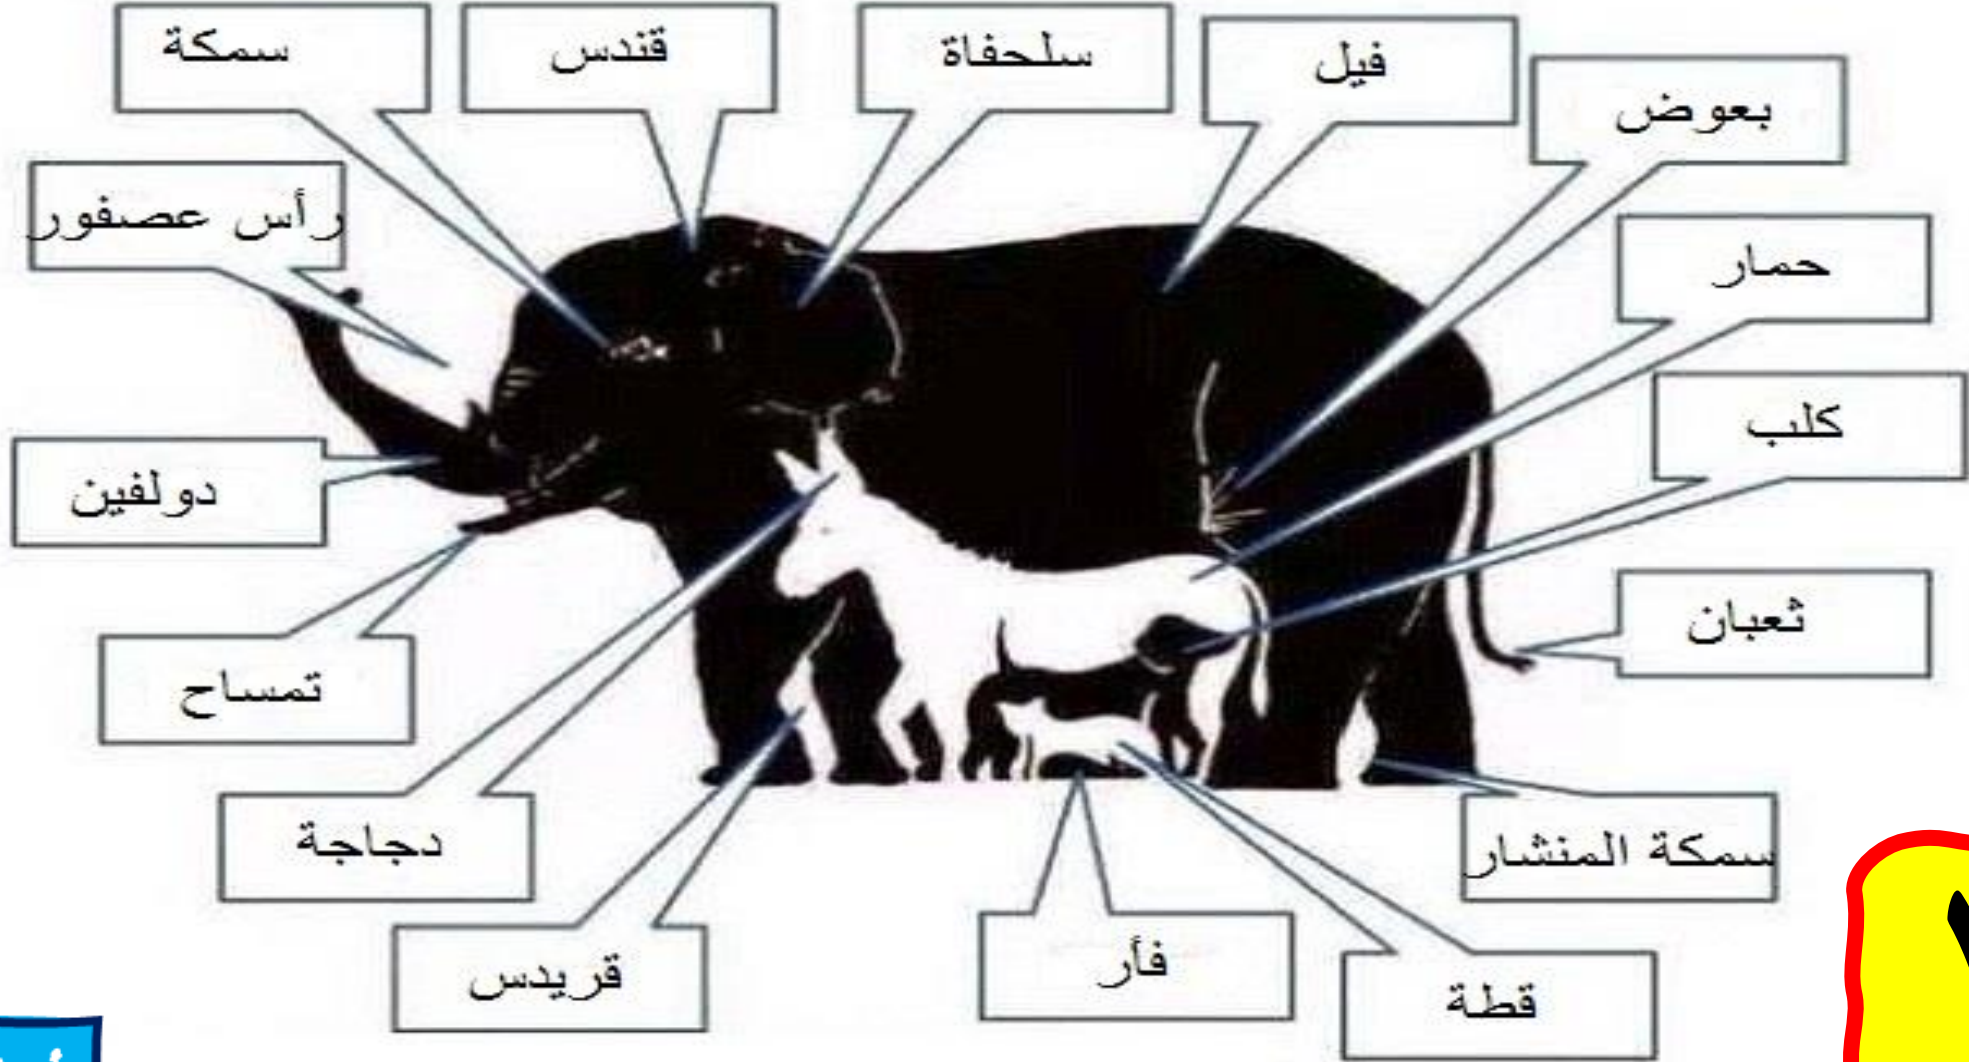 سمكة
قندس
سلحفاة
فيل
بعوض
رأس عصفور
حمار
كلب
دولفين
ثعبان
تمساح
دجاجة
سمكة المنشار
قريدس
فأر
قطة